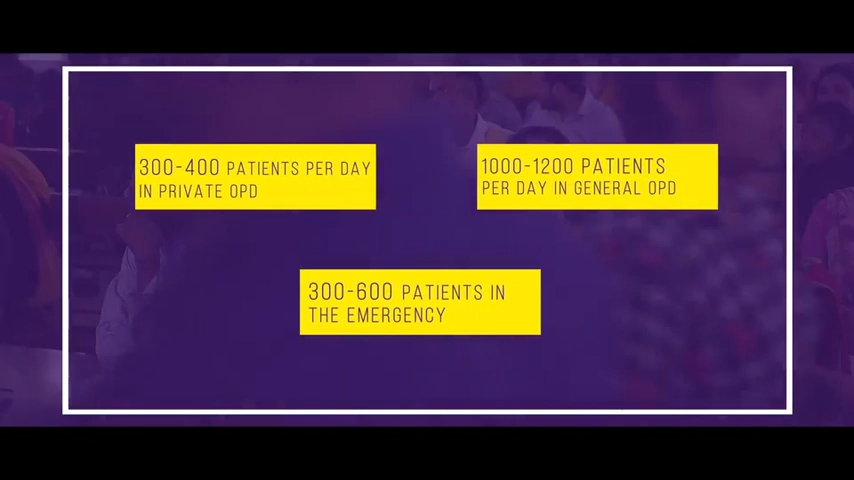 300-400 PATIENTS PER DAY
IN PRIVATE OPD
1000-1200 PATIENTS
PER DAY IN GENERAL OPD
300-600 PATIENTS IN
THE EMERGENCY